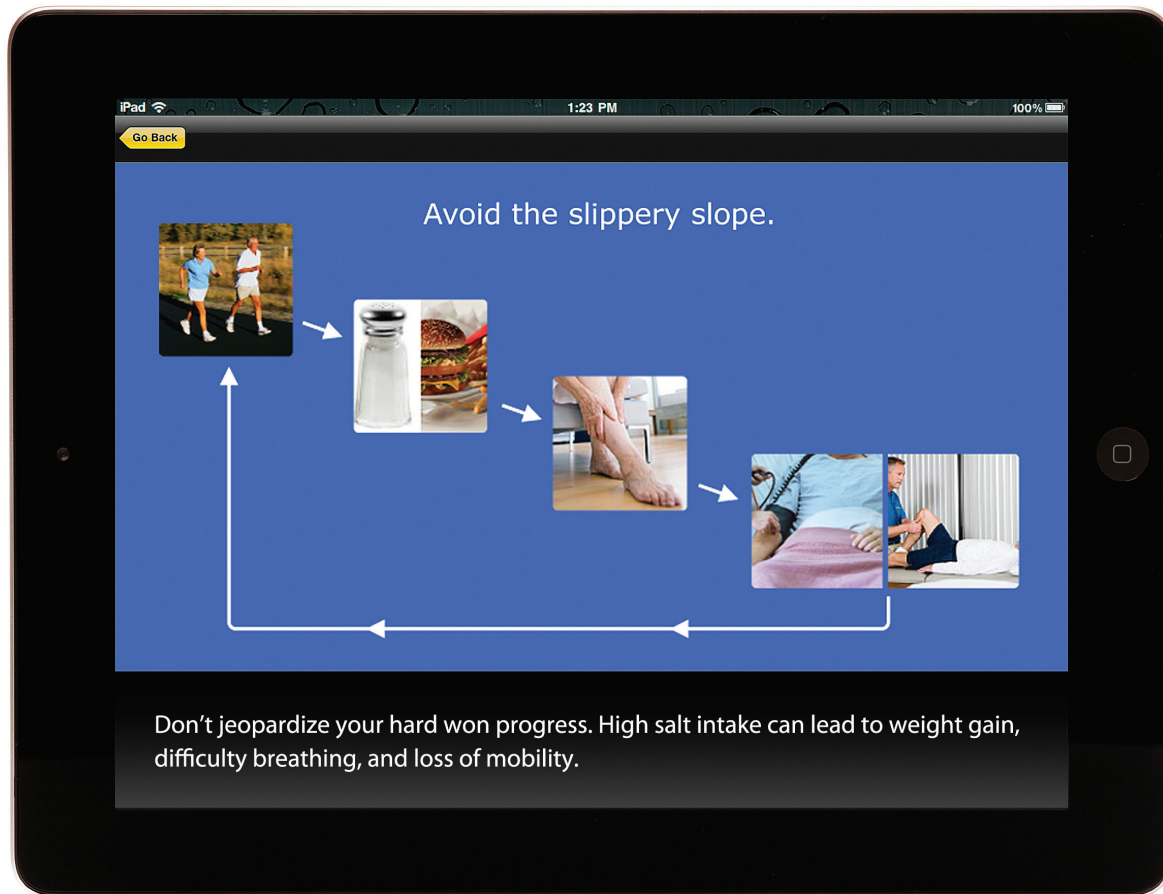 iPad
1:23 PM
100%
Go Back
Avoid the slippery slope.
Don't jeopardize your hard won progress. High salt intake can lead to weight gain,
difficulty breathing, and loss of mobility.